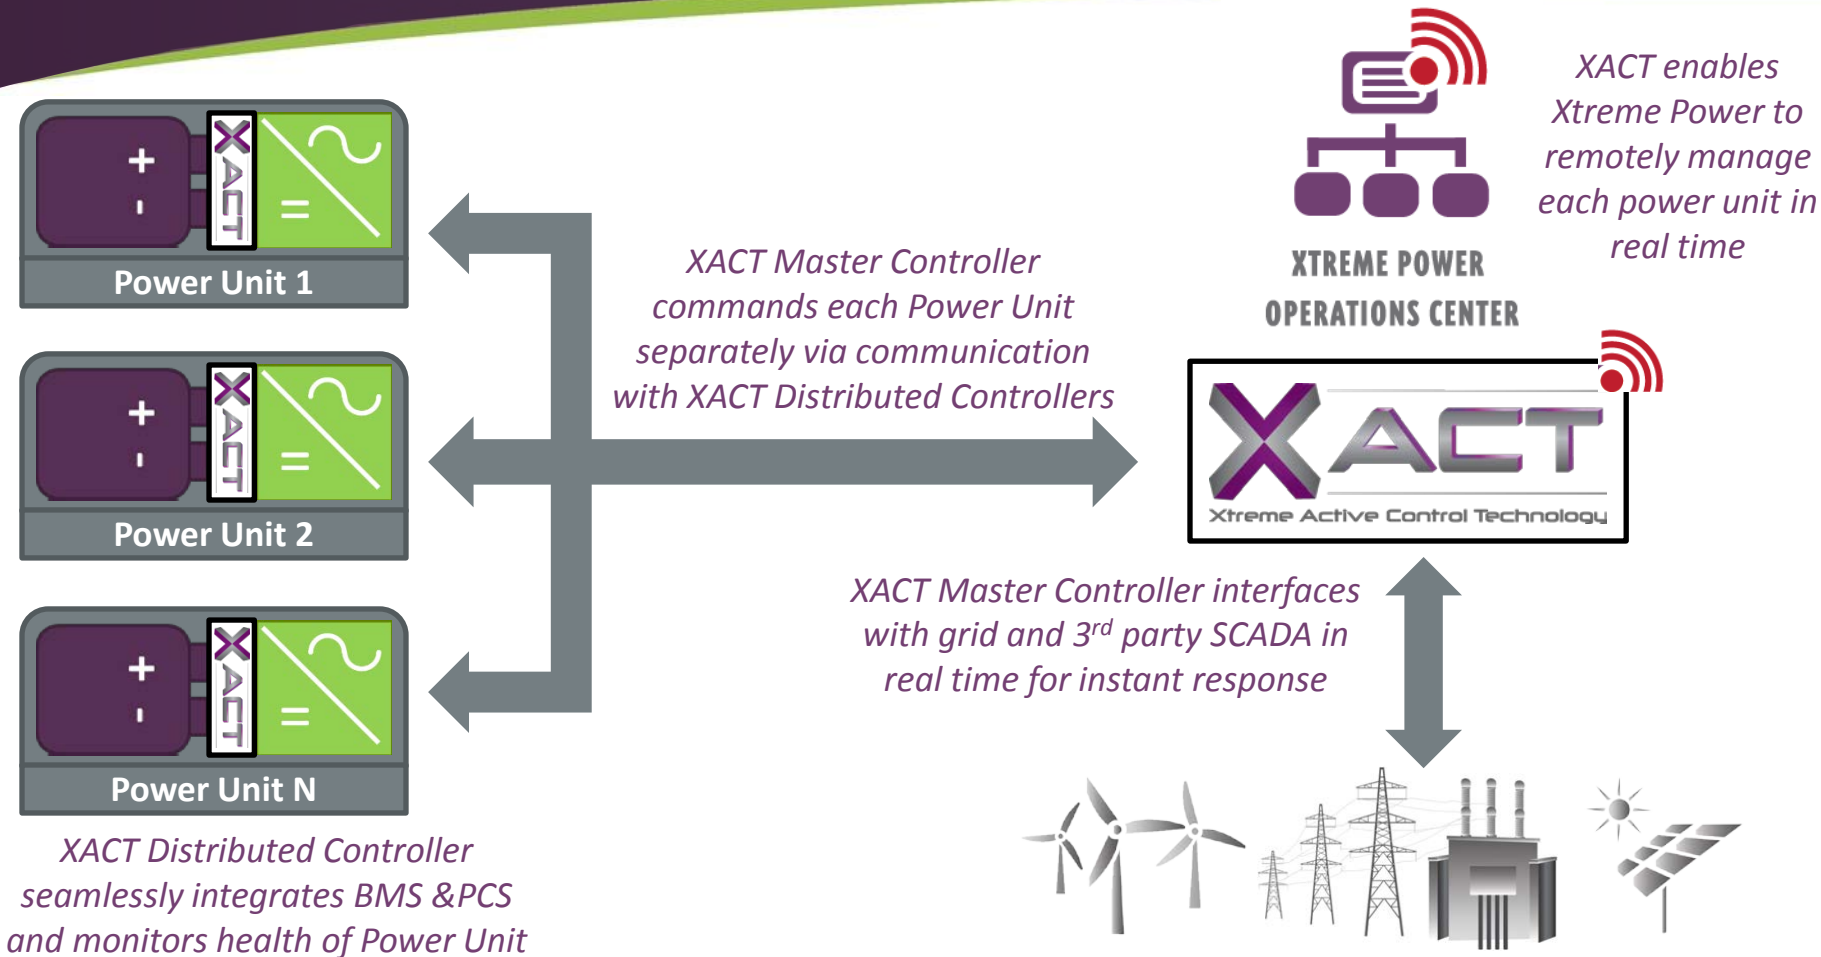 XACT enables
Xtreme Power to
remotely manage
each power unit in
real time
XTREME POWER
OPERATIONS CENTER
+
-
XACT
=
Power Unit 1
XACT Master Controller
commands each Power Unit
separately via communication
with XACT Distributed Controllers
+
-
XACT
=
Power Unit 2
XACT
Xtreme Active Control Technology
XACT Master Controller interfaces
with grid and 3rd party SCADA in
real time for instant response
+
-
XACT
=
Power Unit N
XACT Distributed Controller
seamlessly integrates BMS &PCS
and monitors health of Power Unit